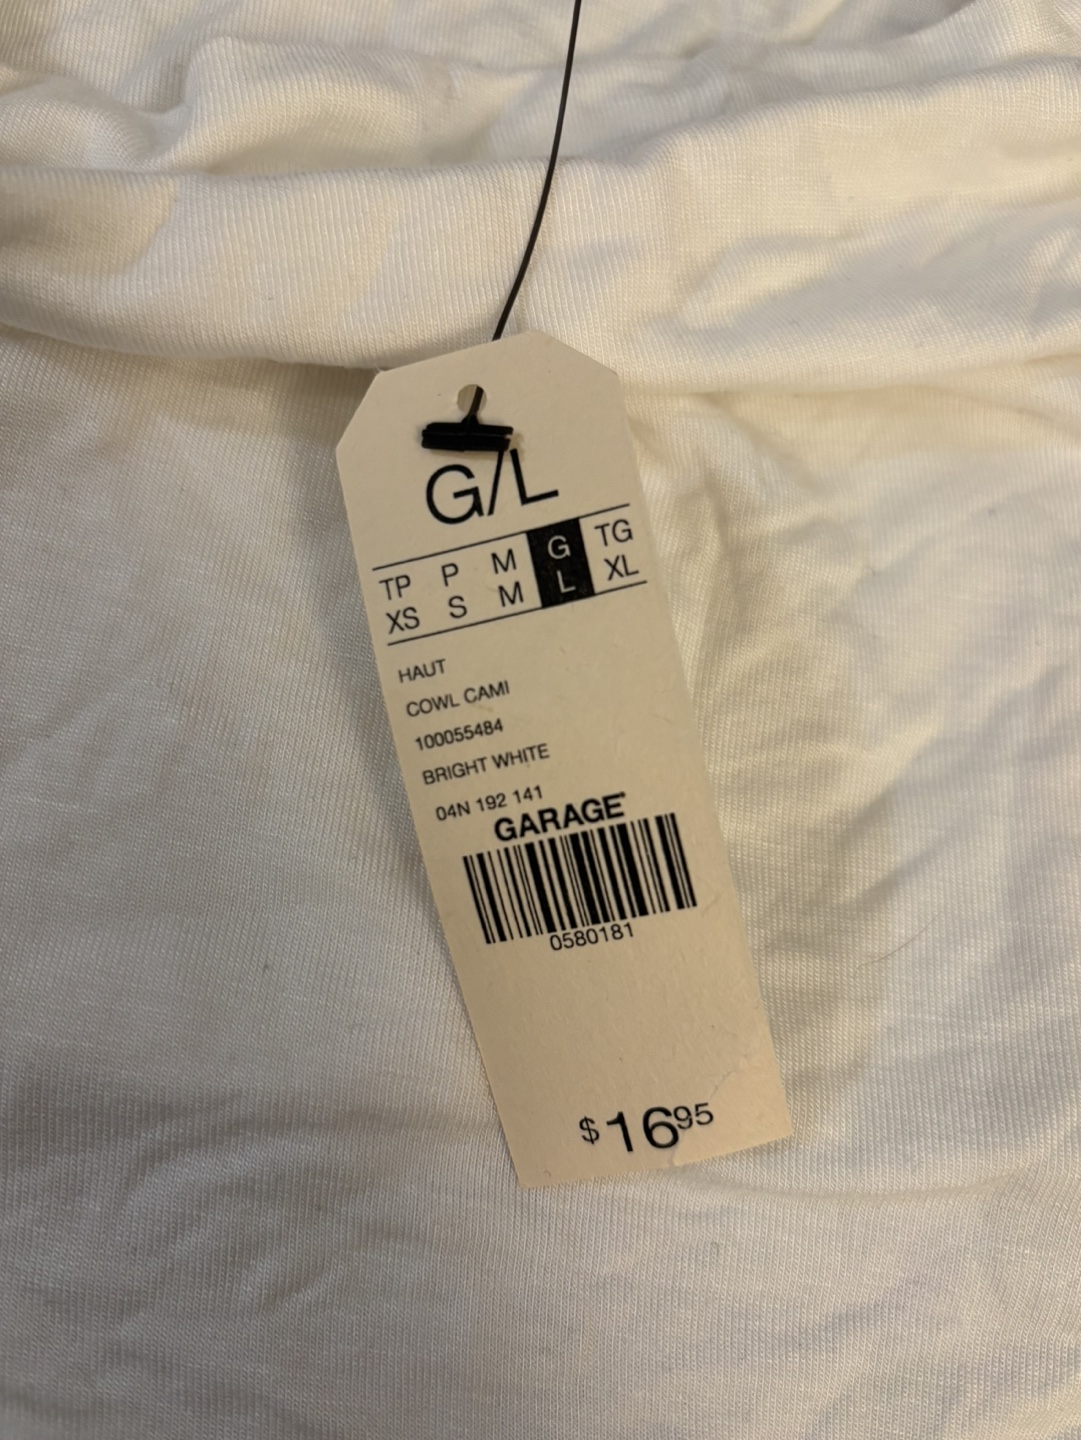 G/L
TP P M G TG
XS S M L XL
HAUT
COWL CAMI
100055484
BRIGHT WHITE
04N 192 141
GARAGE
0580181
$16.95